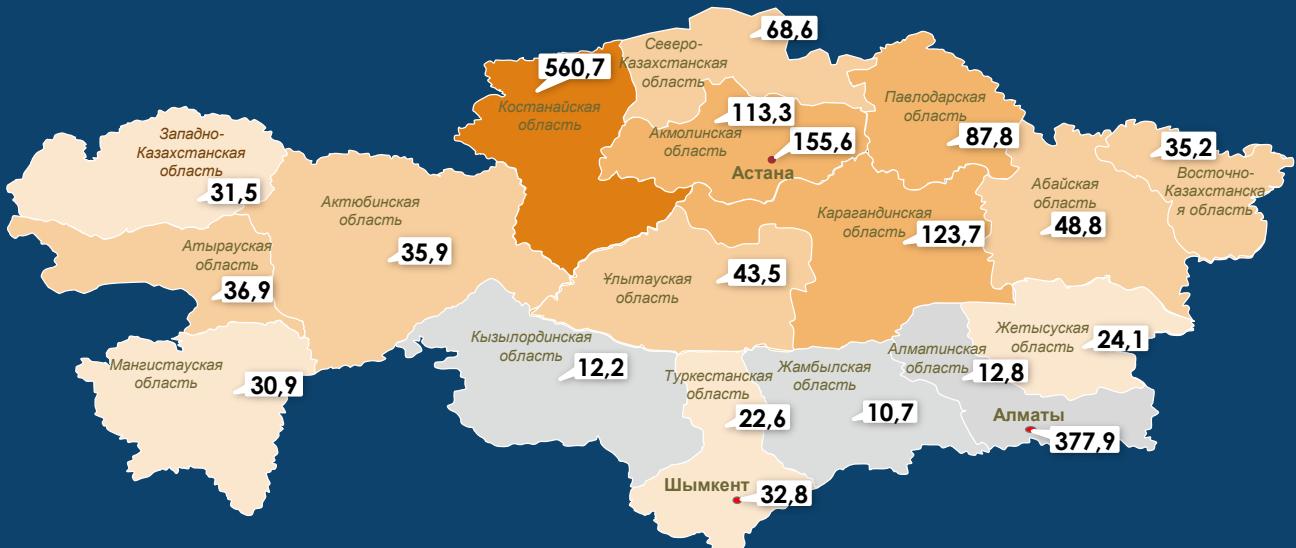 68,6
Северо-
Казахстанская
область
560,7
Костанайская
область
Павлодарская
область
87,8
113,3
Акмолинская
область
155,6
Астана
Западно-
Казахстанская
область
31,5
35,2
Восточно-
Казахстанска
я область
Абайская
область
48,8
Актюбинская
область
35,9
Карагандинская
область
123,7
Атырауская
область
36,9
Ұлытауская
область
43,5
Жетысуская
область
24,1
Кызылординская
область
12,2
Алматинская
область
12,8
Мангистауская
область
30,9
Туркестанская
область
22,6
Жамбылская
область
10,7
Алматы
377,9
Шымкент
32,8